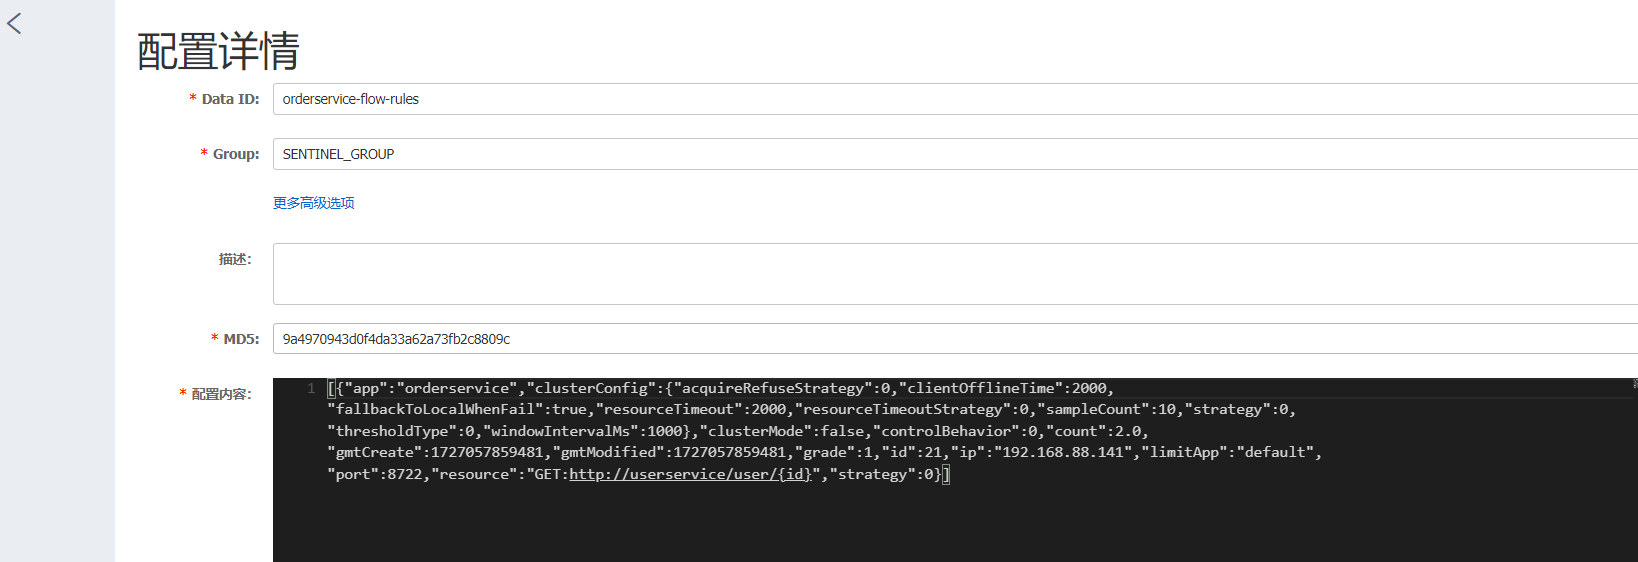 配置详情
* Data ID: orderservice-flow-rules
* Group: SENTINEL_GROUP
更多高级选项
描述:
* MD5: 9a4970943d0f4da33a62a73fb2c8809c
* 配置内容: 1 [{"app":"orderservice","clusterConfig":{"acquireRefuseStrategy":0,"clientOfflineTime":2000,
"fallbackToLocalWhenFail":true,"resourceTimeout":2000,"resourceTimeoutStrategy":0,"sampleCount":10,"strategy":0,
"thresholdType":0,"windowIntervalMs":1000},"clusterMode":false,"controlBehavior":0,"count":2.0,
"gmtCreate":1727057859481,"gmtModified":1727057859481,"grade":1,"id":21,"ip":"192.168.88.141","limitApp":"default",
"port":8722,"resource":"GET:http://userservice/user/{id}","strategy":0}]